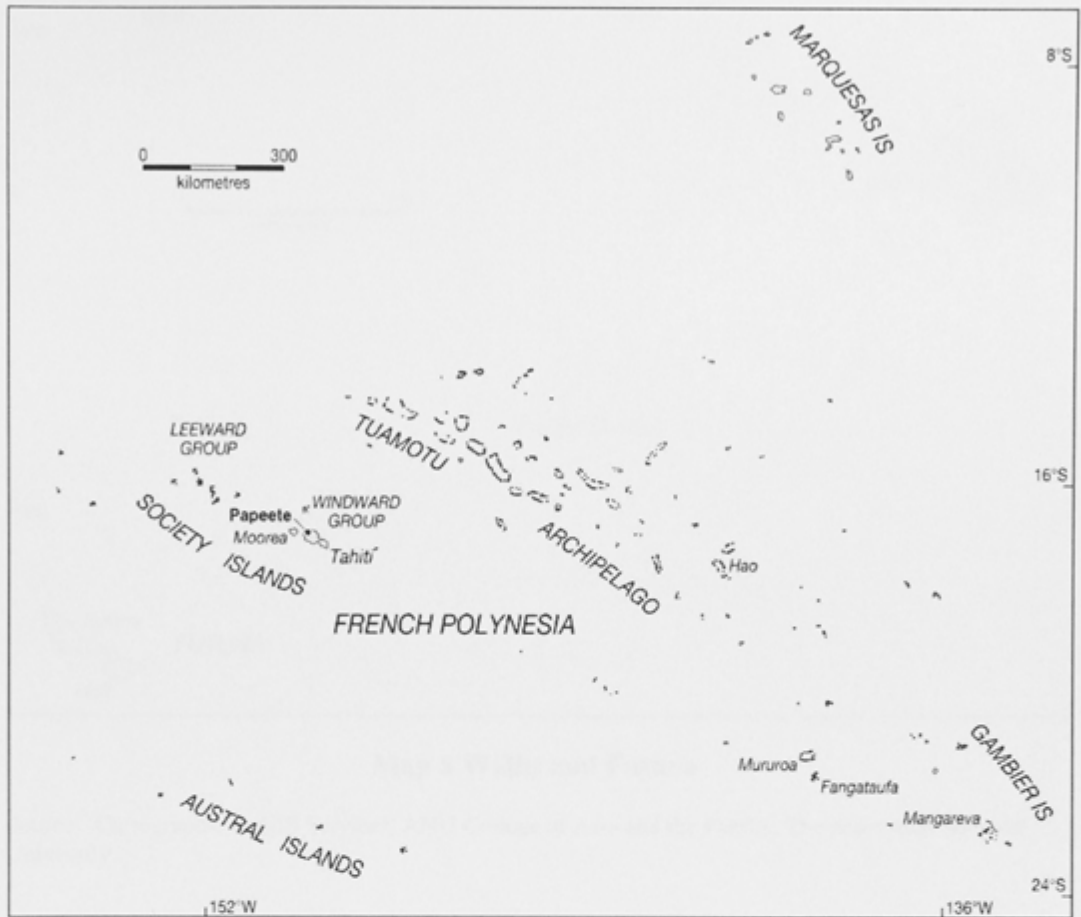 MARQUESAS IS
8°S
0 300
kilometres
LEEWARD
GROUP
TUAMOTU
16°S
Papeete
WINDWARD
GROUP
Moorea
Tahiti
SOCIETY ISLANDS
ARCHIPELAGO
Hao
FRENCH POLYNESIA
GAMBIER IS
Mururoa
Fangataufa
Mangareva
AUSTRAL ISLANDS
24°S
152°W
136°W